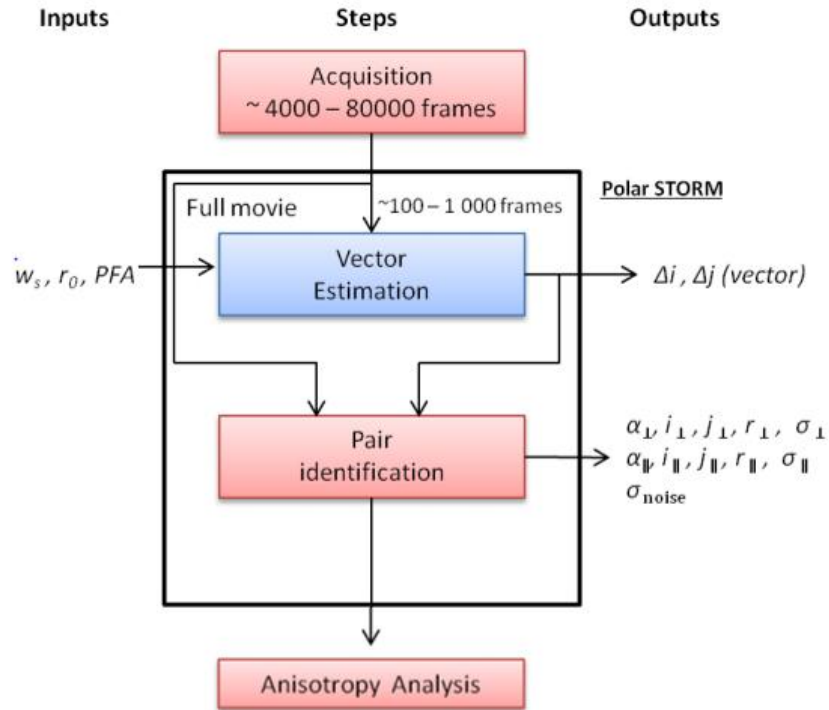 Inputs Steps Outputs
Acquisition
~ 4000 – 80000 frames
Polar STORM
Full movie
~100 – 1 000 frames
w_s, r_0, PFA
Vector
Estimation
Δi , Δj (vector)
Pair
identification
α_⊥, i_⊥, j_⊥, r_⊥, σ_⊥
α_∥, i_∥, j_∥, r_∥, σ_∥
σ_noise
Anisotropy Analysis